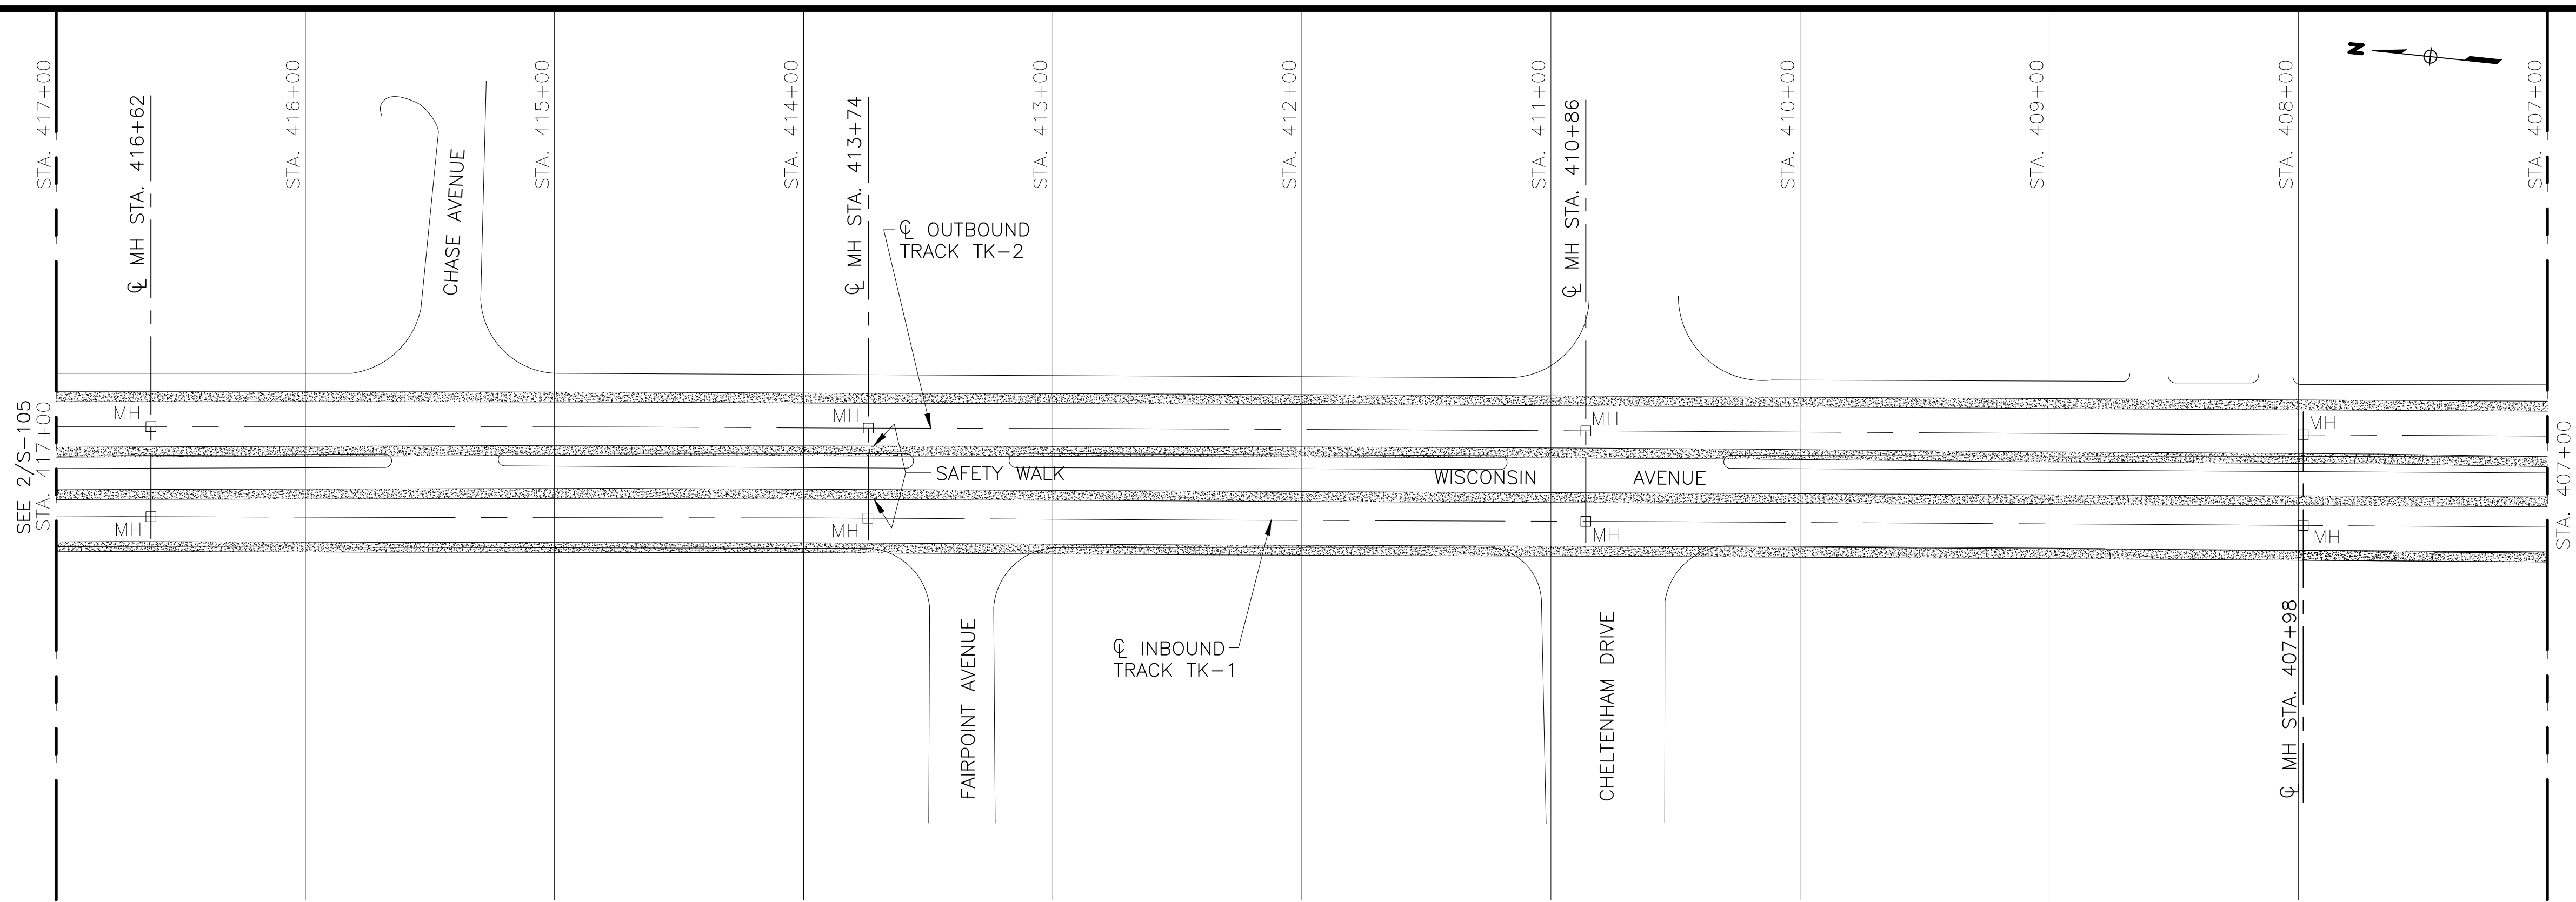 STA. 417+00
℄ MH STA. 416+62
STA. 416+00
CHASE AVENUE
STA. 415+00
STA. 414+00
℄ MH STA. 413+74
℄ OUTBOUND
TRACK TK-2
STA. 413+00
STA. 412+00
STA. 411+00
℄ MH STA. 410+86
STA. 410+00
STA. 409+00
STA. 408+00
N
STA. 407+00
SEE 2/S-105
STA. 417+00
MH
MH
MH
MH
SAFETY WALK
WISCONSIN AVENUE
STA. 407+00
MH
MH
MH
MH
FAIRPOINT AVENUE
℄ INBOUND
TRACK TK-1
CHELTENHAM DRIVE
℄ MH STA. 407+98